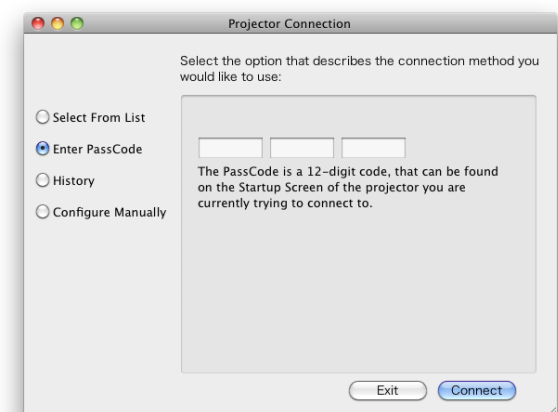 Projector Connection
Select the option that describes the connection method you
would like to use:
Select From List
Enter PassCode
History
Configure Manually
The PassCode is a 12-digit code, that can be found
on the Startup Screen of the projector you are
currently trying to connect to.
Exit
Connect